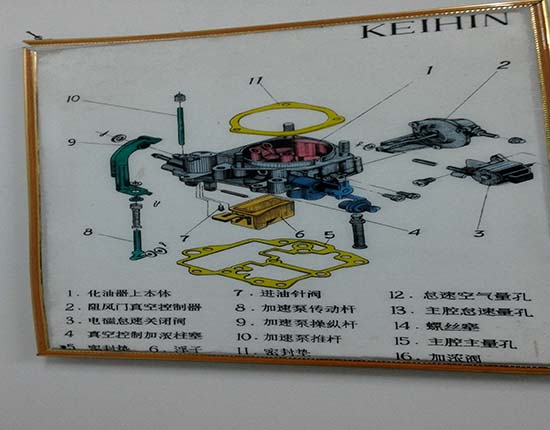 KEIHIN
11
1
2
10
9
8
7
6
5
4
3
1. 化油器上本体
2. 阻风门真空控制器
3. 电磁怠速关闭阀
4. 真空控制加浓柱塞
5. 密封垫 6. 浮子
7. 进油针阀
8. 加速泵传动杆
9. 加速泵操纵杆
10. 加速泵推杆
11. 密封垫
12. 怠速空气量孔
13. 主腔怠速量孔
14. 螺丝塞
15. 主腔主量孔
16. 加浓阀